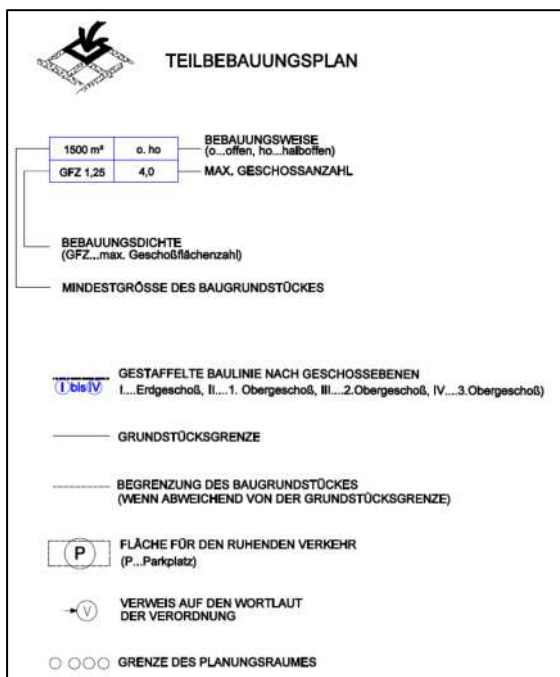 TEILBEBAUUNGSPLAN
1500 m² o. ho
BEBAUUNGSWEISE
(o...offen, ho...halboffen)
GFZ 1,25 4,0
MAX. GESCHOSSANZAHL
BEBAUUNGSDICHTE
(GFZ...max. Geschoßflächenzahl)
MINDESTGRÖSSE DES BAUGRUNDSTÜCKES
GESTAFFELTE BAULINIE NACH GESCHOSSEBENEN
I bis IV
I....Erdgeschoß, II....1. Obergeschoß, III....2.Obergeschoß, IV....3.Obergeschoß)
GRUNDSTÜCKSGRENZE
BEGRENZUNG DES BAUGRUNDSTÜCKES
(WENN ABWEICHEND VON DER GRUNDSTÜCKSGRENZE)
P
FLÄCHE FÜR DEN RUHENDEN VERKEHR
(P...Parkplatz)
V
VERWEIS AUF DEN WORTLAUT
DER VERORDNUNG
GRENZE DES PLANUNGSRAUMES